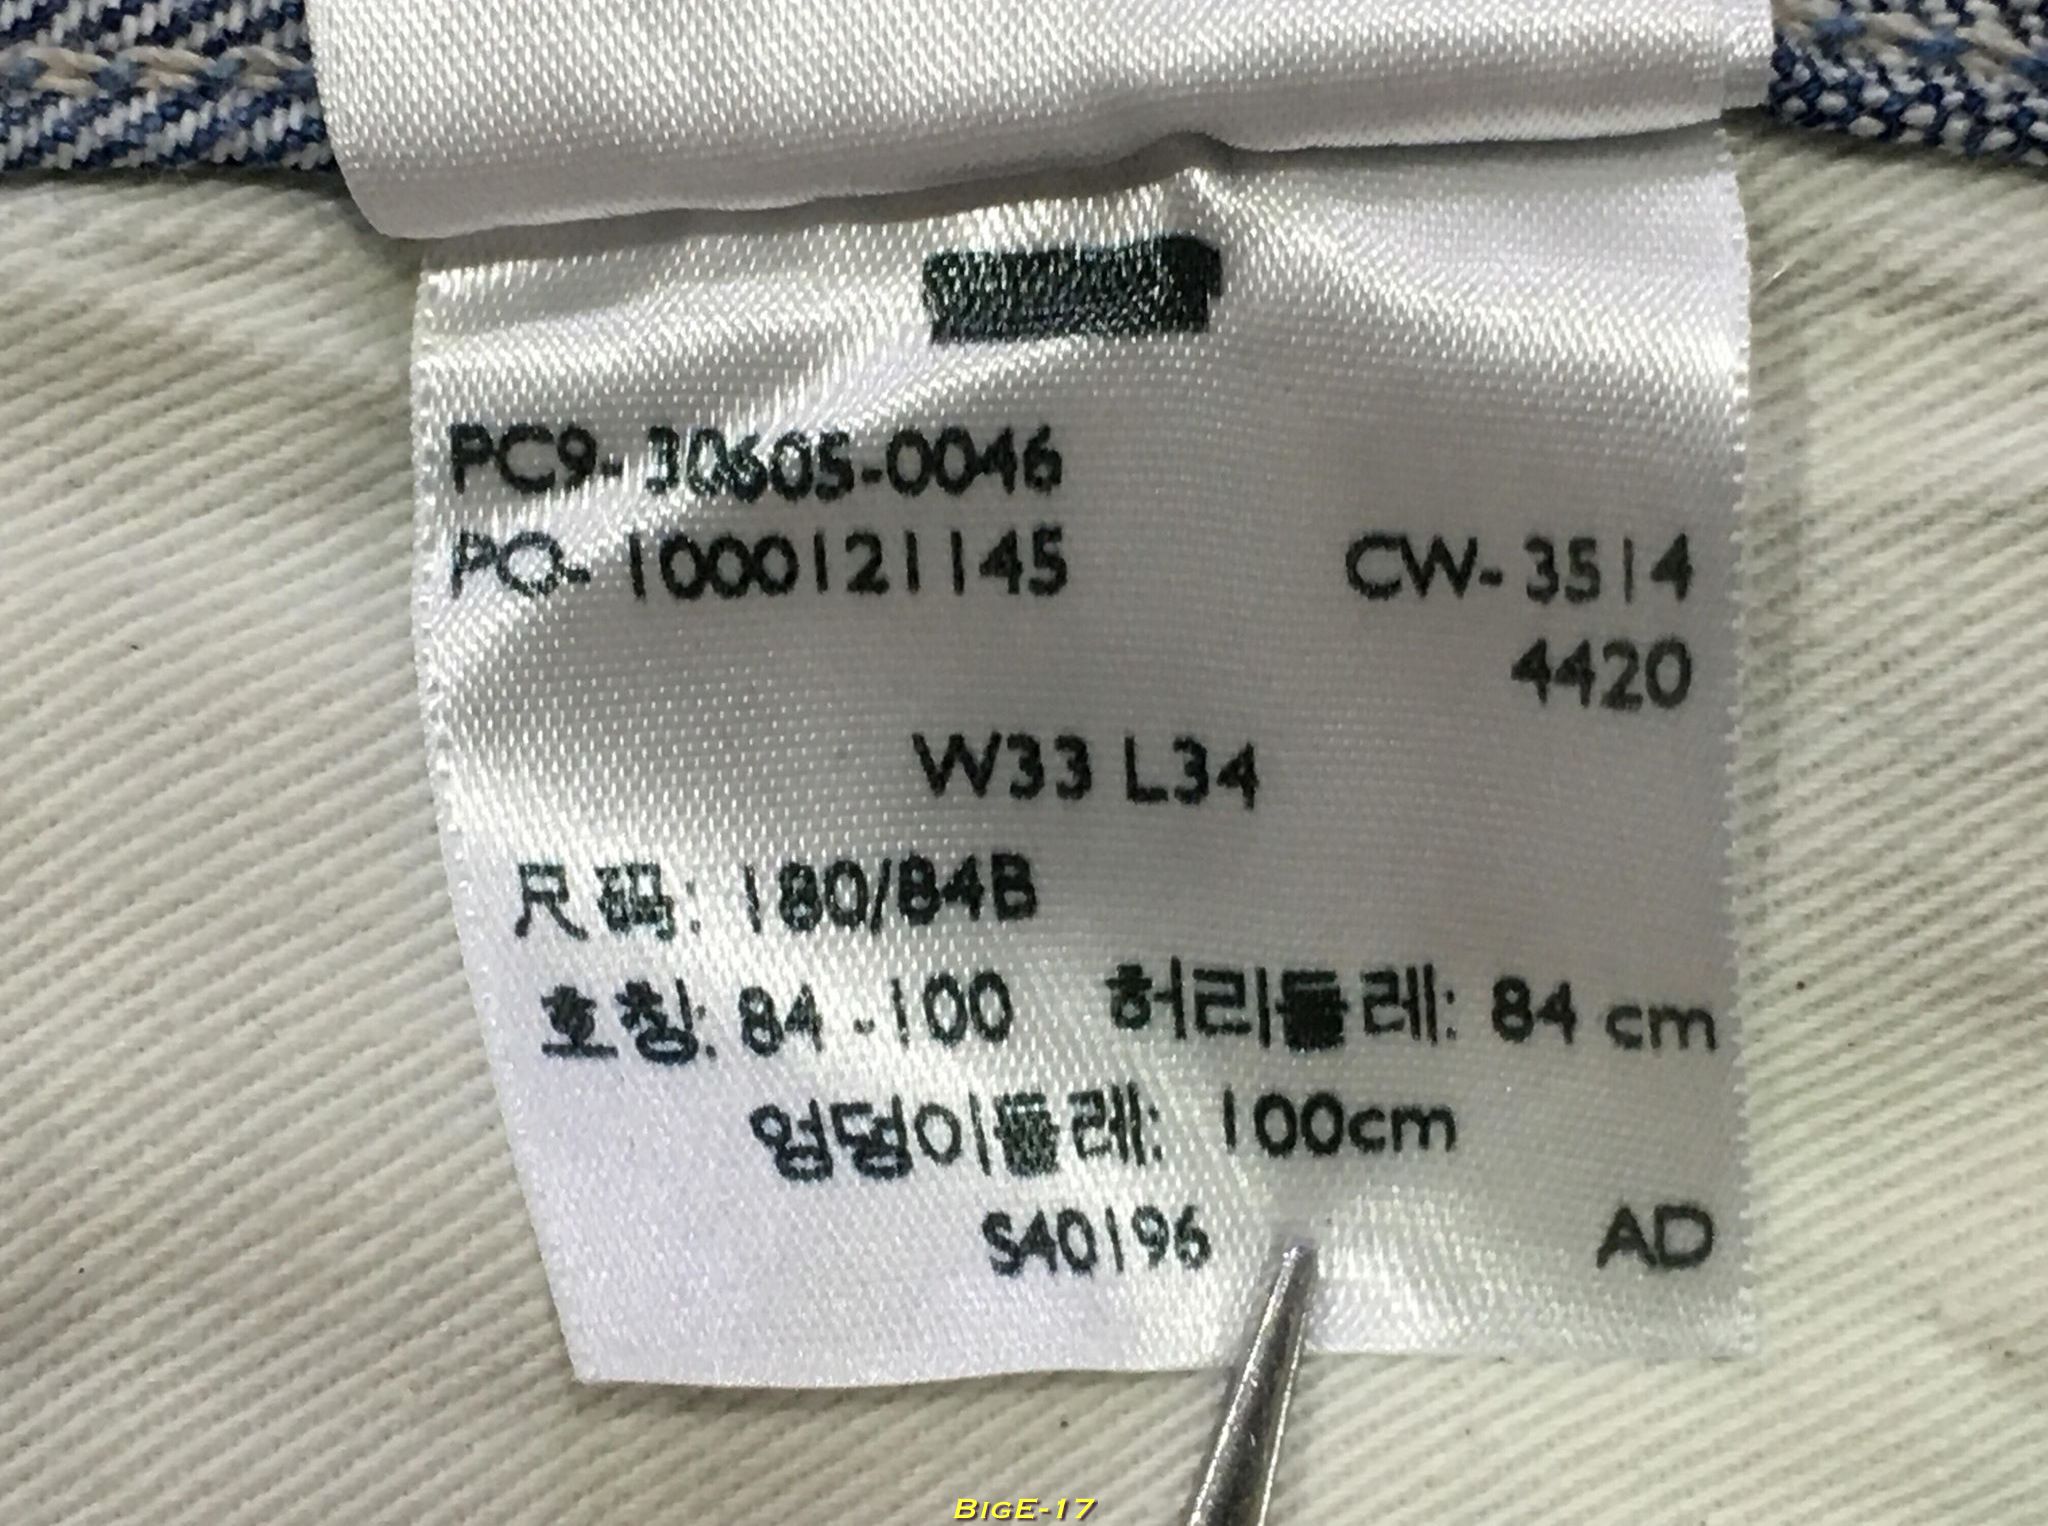 PC9-30605-0046
PO-1000121145 CW-3514
4420
W33 L34
尺码: 180/84B
호칭: 84-100 허리둘레: 84 cm
엉덩이둘레: 100cm
S40196 AD
BIGE-17